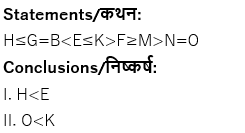 Statements/कथन:
H≤G=B<E≤K>F≥M>N=O
Conclusions/निष्कर्ष:
I. H<E
II. O<K